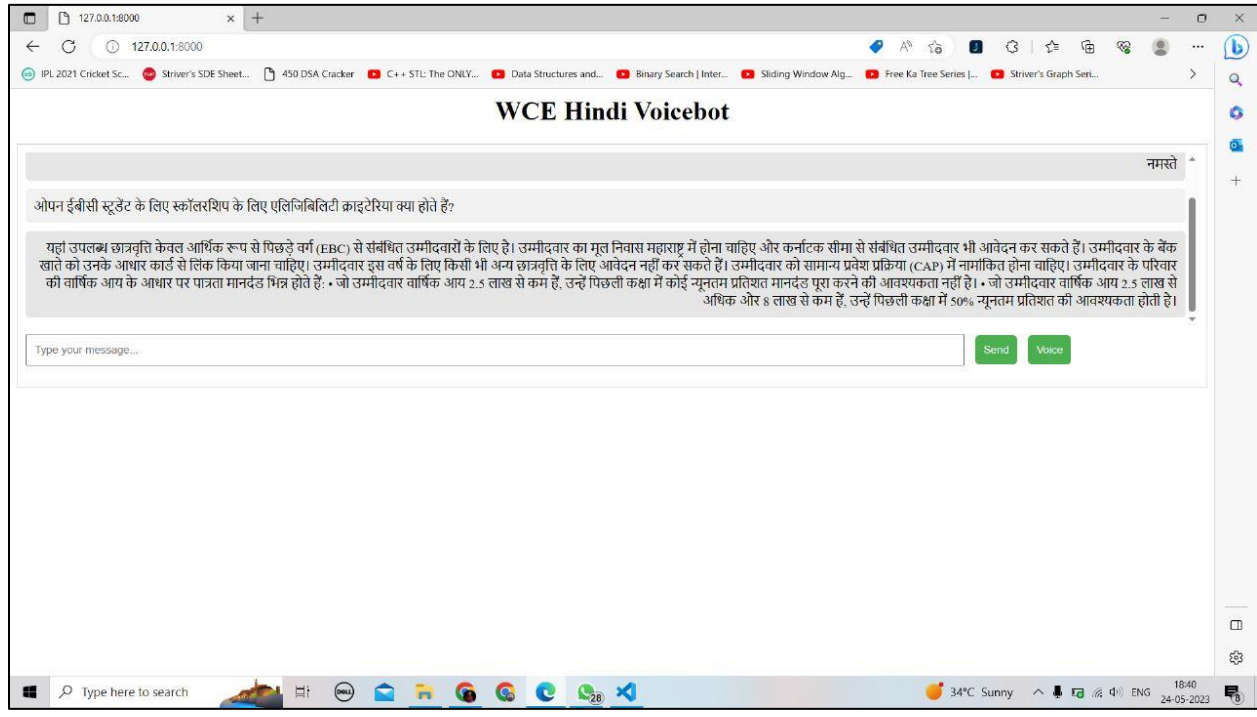 127.0.0.1:8000
127.0.0.1:8000
IPL 2021 Cricket Sc... Striver's SDE Sheet... 450 DSA Cracker C++ STL: The ONLY... Data Structures and... Binary Search | Inter... Sliding Window Alg... Free Ka Tree Series |... Striver's Graph Seri...
WCE Hindi Voicebot
नमस्ते
ओपन ईबीसी स्टूडेंट के लिए स्कॉलरशिप के लिए एलिजिबिलिटी क्राइटेरिया क्या होते हैं?
यहां उपलब्ध छात्रवृत्ति केवल आर्थिक रूप से पिछड़े वर्ग (EBC) से संबंधित उम्मीदवारों के लिए है। उम्मीदवार का मूल निवास महाराष्ट्र में होना चाहिए और कर्नाटक सीमा से संबंधित उम्मीदवार भी आवेदन कर सकते हैं। उम्मीदवार के बैंक
खाते को उनके आधार कार्ड से लिंक किया जाना चाहिए। उम्मीदवार इस वर्ष के लिए किसी भी अन्य छात्रवृत्ति के लिए आवेदन नहीं कर सकते हैं। उम्मीदवार को सामान्य प्रवेश प्रक्रिया (CAP) में नामांकित होना चाहिए। उम्मीदवार के परिवार
की वार्षिक आय के आधार पर पात्रता मानदंड भिन्न होते हैं: • जो उम्मीदवार वार्षिक आय 2.5 लाख से कम हैं, उन्हें पिछली कक्षा में कोई न्यूनतम प्रतिशत मानदंड पूरा करने की आवश्यकता नहीं है। • जो उम्मीदवार वार्षिक आय 2.5 लाख से
अधिक और 8 लाख से कम हैं, उन्हें पिछली कक्षा में 50% न्यूनतम प्रतिशत की आवश्यकता होती है।
Type your message... Send Voice
Type here to search DELL 28 34°C Sunny ENG 18:40
24-05-2023 8